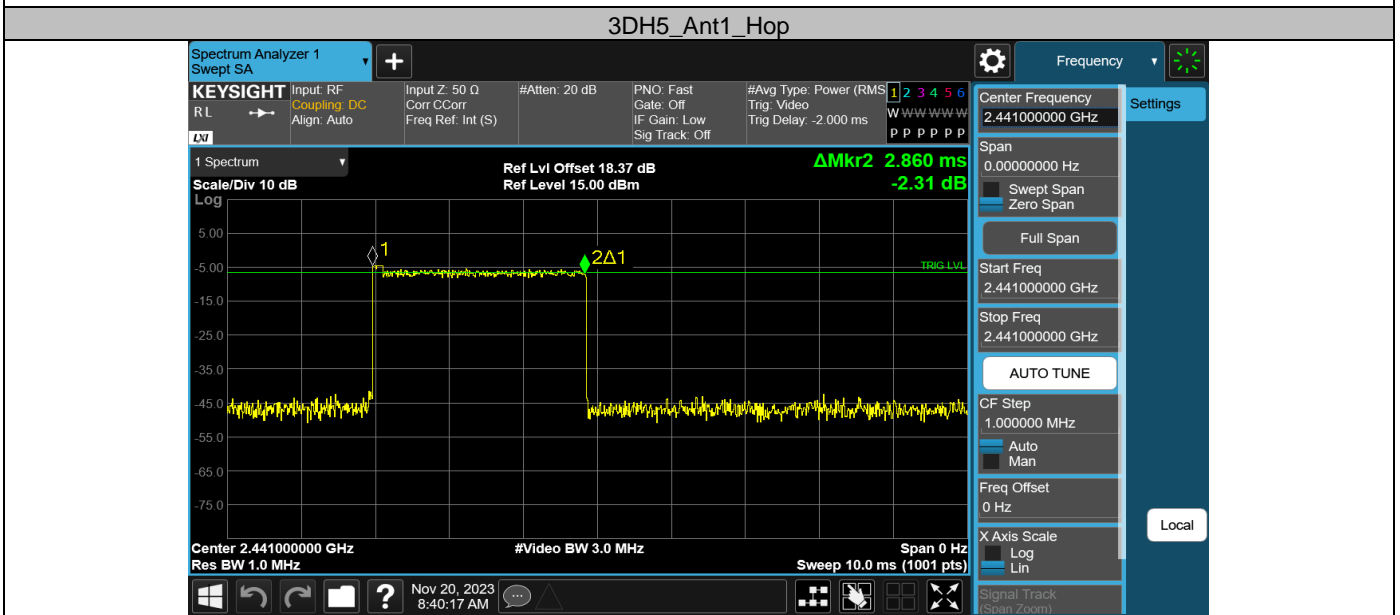 3DH5_Ant1_Hop
Spectrum Analyzer 1
Swept SA
Frequency
KEYSIGHT
R L
LXI
Input: RF
Coupling: DC
Align: Auto
Input Z: 50 Ω
Corr CCorr
Freq Ref: Int (S)
#Atten: 20 dB
PNO: Fast
Gate: Off
IF Gain: Low
Sig Track: Off
#Avg Type: Power (RMS
Trig: Video
Trig Delay: -2.000 ms
1 2 3 4 5 6
W W W W W W
P P P P P P
1 Spectrum
Scale/Div 10 dB
Log
Ref Lvl Offset 18.37 dB
Ref Level 15.00 dBm
ΔMkr2 2.860 ms
-2.31 dB
5.00
-5.00
-15.0
-25.0
-35.0
-45.0
-55.0
-65.0
-75.0
1
2Δ1
TRIG LVL
Center 2.441000000 GHz
Res BW 1.0 MHz
#Video BW 3.0 MHz
Span 0 Hz
Sweep 10.0 ms (1001 pts)
Center Frequency
2.441000000 GHz
Settings
Span
0.00000000 Hz
Swept Span
Zero Span
Full Span
Start Freq
2.441000000 GHz
Stop Freq
2.441000000 GHz
AUTO TUNE
CF Step
1.000000 MHz
Auto
Man
Freq Offset
0 Hz
X Axis Scale
Log
Lin
Local
Signal Track
(Span Zoom)
?
Nov 20, 2023
8:40:17 AM